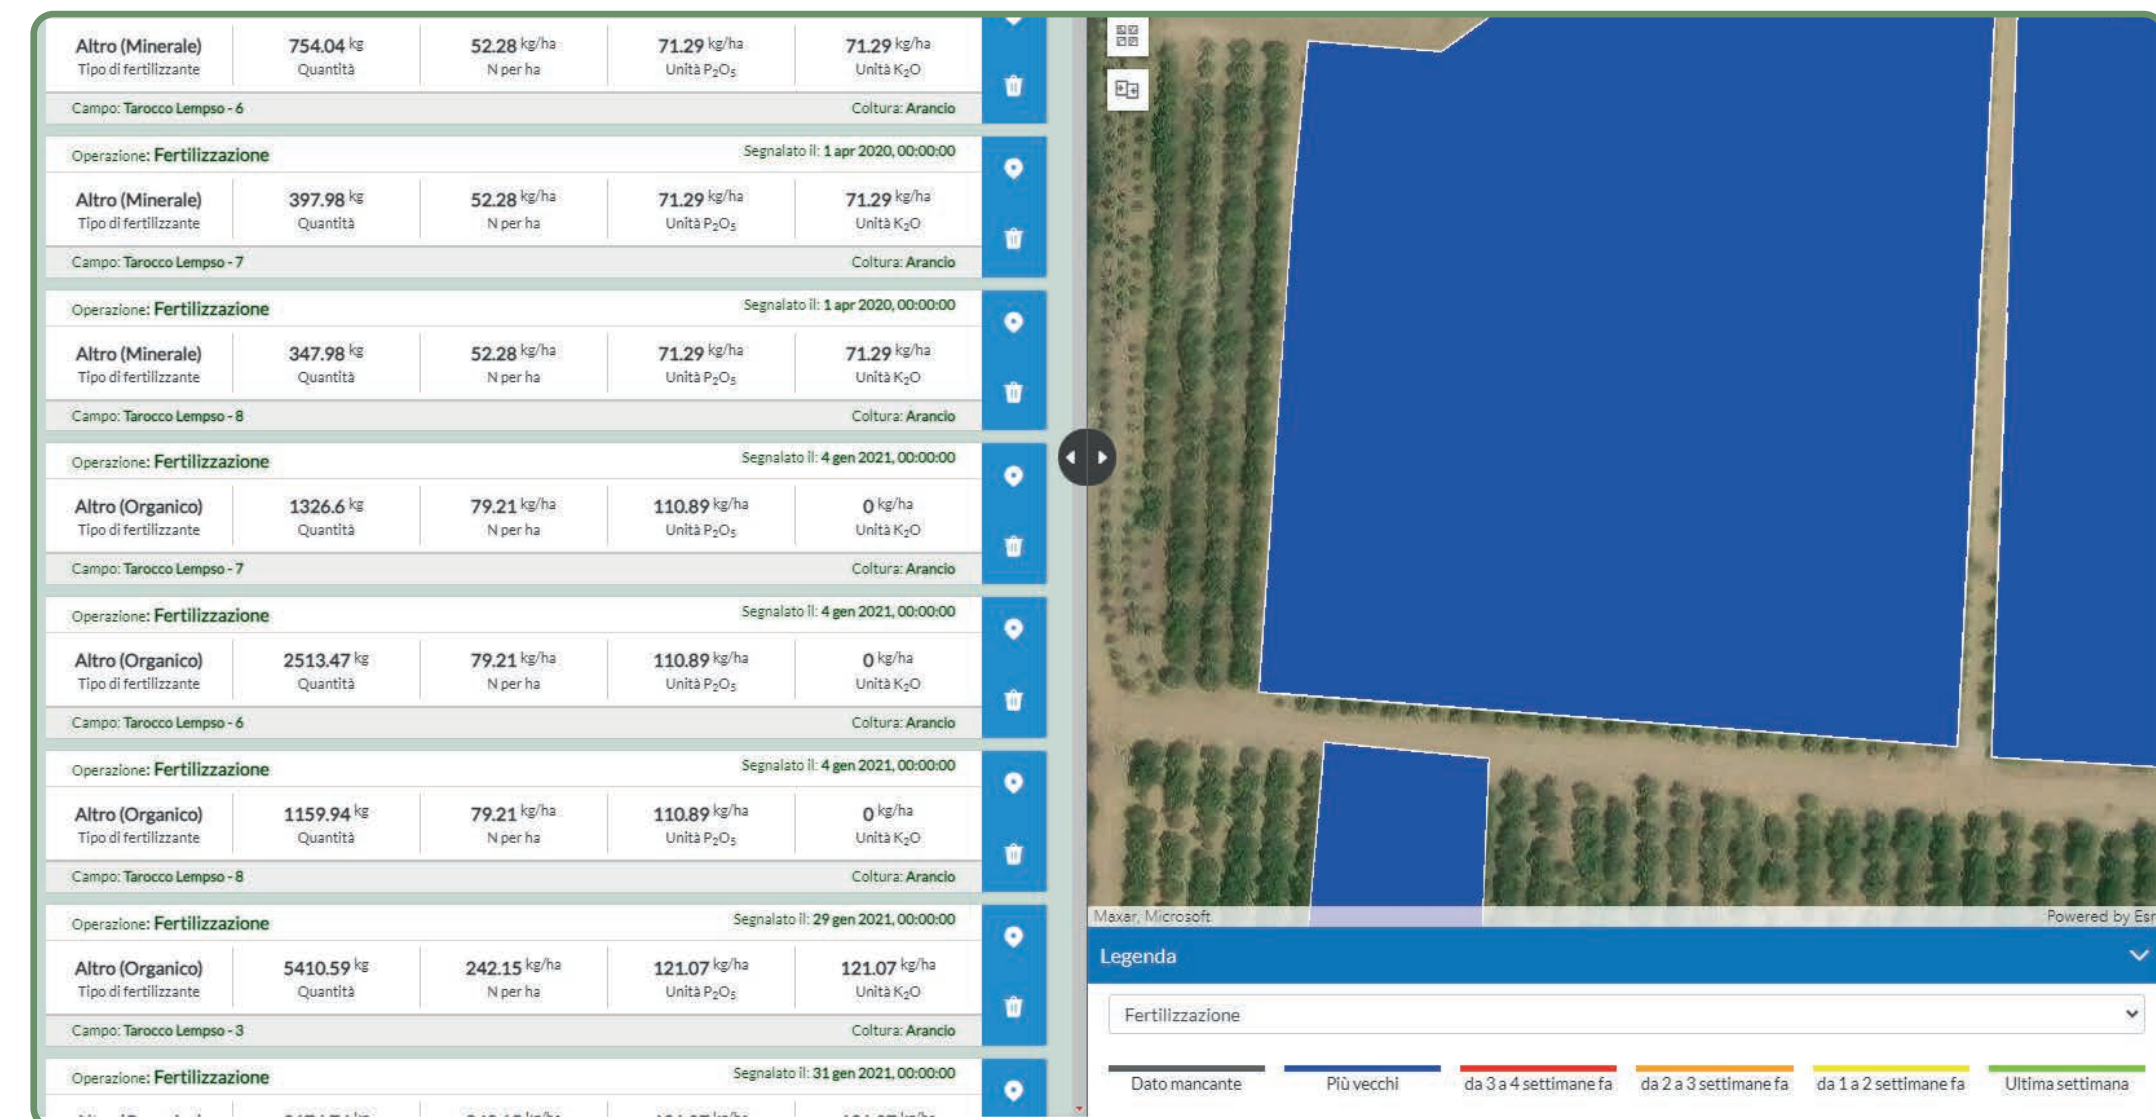 Altro (Minerale) 754.04 kg 52.28 kg/ha 71.29 kg/ha 71.29 kg/ha
Tipo di fertilizzante Quantità N per ha Unità P₂O₅ Unità K₂O
Campo: Tarocco Lempso - 6 Coltura: Arancio
Operazione: Fertilizzazione Segnalato il: 1 apr 2020, 00:00:00
Altro (Minerale) 397.98 kg 52.28 kg/ha 71.29 kg/ha 71.29 kg/ha
Tipo di fertilizzante Quantità N per ha Unità P₂O₅ Unità K₂O
Campo: Tarocco Lempso - 7 Coltura: Arancio
Operazione: Fertilizzazione Segnalato il: 1 apr 2020, 00:00:00
Altro (Minerale) 347.98 kg 52.28 kg/ha 71.29 kg/ha 71.29 kg/ha
Tipo di fertilizzante Quantità N per ha Unità P₂O₅ Unità K₂O
Campo: Tarocco Lempso - 8 Coltura: Arancio
Operazione: Fertilizzazione Segnalato il: 4 gen 2021, 00:00:00
Altro (Organico) 1326.6 kg 79.21 kg/ha 110.89 kg/ha 0 kg/ha
Tipo di fertilizzante Quantità N per ha Unità P₂O₅ Unità K₂O
Campo: Tarocco Lempso - 7 Coltura: Arancio
Operazione: Fertilizzazione Segnalato il: 4 gen 2021, 00:00:00
Altro (Organico) 2513.47 kg 79.21 kg/ha 110.89 kg/ha 0 kg/ha
Tipo di fertilizzante Quantità N per ha Unità P₂O₅ Unità K₂O
Campo: Tarocco Lempso - 6 Coltura: Arancio
Operazione: Fertilizzazione Segnalato il: 4 gen 2021, 00:00:00
Altro (Organico) 1159.94 kg 79.21 kg/ha 110.89 kg/ha 0 kg/ha
Tipo di fertilizzante Quantità N per ha Unità P₂O₅ Unità K₂O
Campo: Tarocco Lempso - 8 Coltura: Arancio
Operazione: Fertilizzazione Segnalato il: 29 gen 2021, 00:00:00
Altro (Organico) 5410.59 kg 242.15 kg/ha 121.07 kg/ha 121.07 kg/ha
Tipo di fertilizzante Quantità N per ha Unità P₂O₅ Unità K₂O
Campo: Tarocco Lempso - 3 Coltura: Arancio
Operazione: Fertilizzazione Segnalato il: 31 gen 2021, 00:00:00
Maxar, Microsoft Powered by Esr
Legenda
Fertilizzazione
Dato mancante Più vecchi da 3 a 4 settimane fa da 2 a 3 settimane fa da 1 a 2 settimane fa Ultima settimana